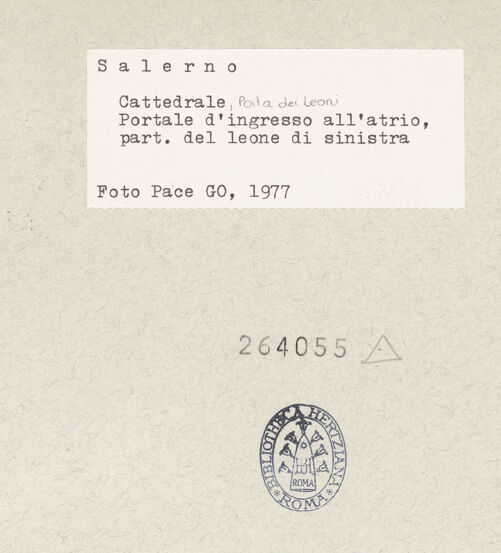 Salerno
Cattedrale, Porta dei Leoni
Portale d'ingresso all'atrio,
part. del leone di sinistra
Foto Pace GO, 1977
264055
BIBLIOTHECA HERTZIANA
ROMA
* ROMA *